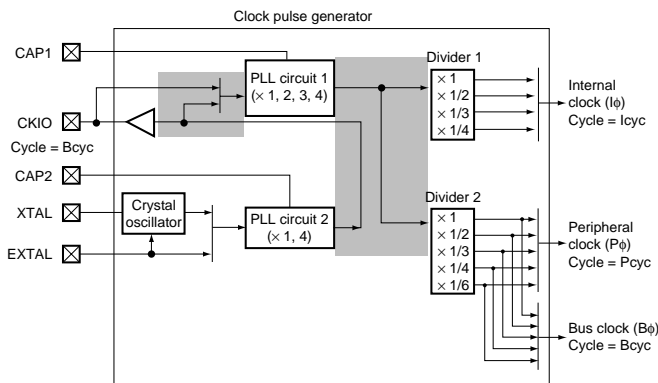 Clock pulse generator
CAP1
PLL circuit 1
(× 1, 2, 3, 4)
Divider 1
× 1
× 1/2
× 1/3
× 1/4
Internal
clock (Iϕ)
Cycle = Icyc
CKIO
Cycle = Bcyc
CAP2
XTAL
Crystal
oscillator
EXTAL
PLL circuit 2
(× 1, 4)
Divider 2
× 1
× 1/2
× 1/3
× 1/4
× 1/6
Peripheral
clock (Pϕ)
Cycle = Pcyc
Bus clock (Bϕ)
Cycle = Bcyc